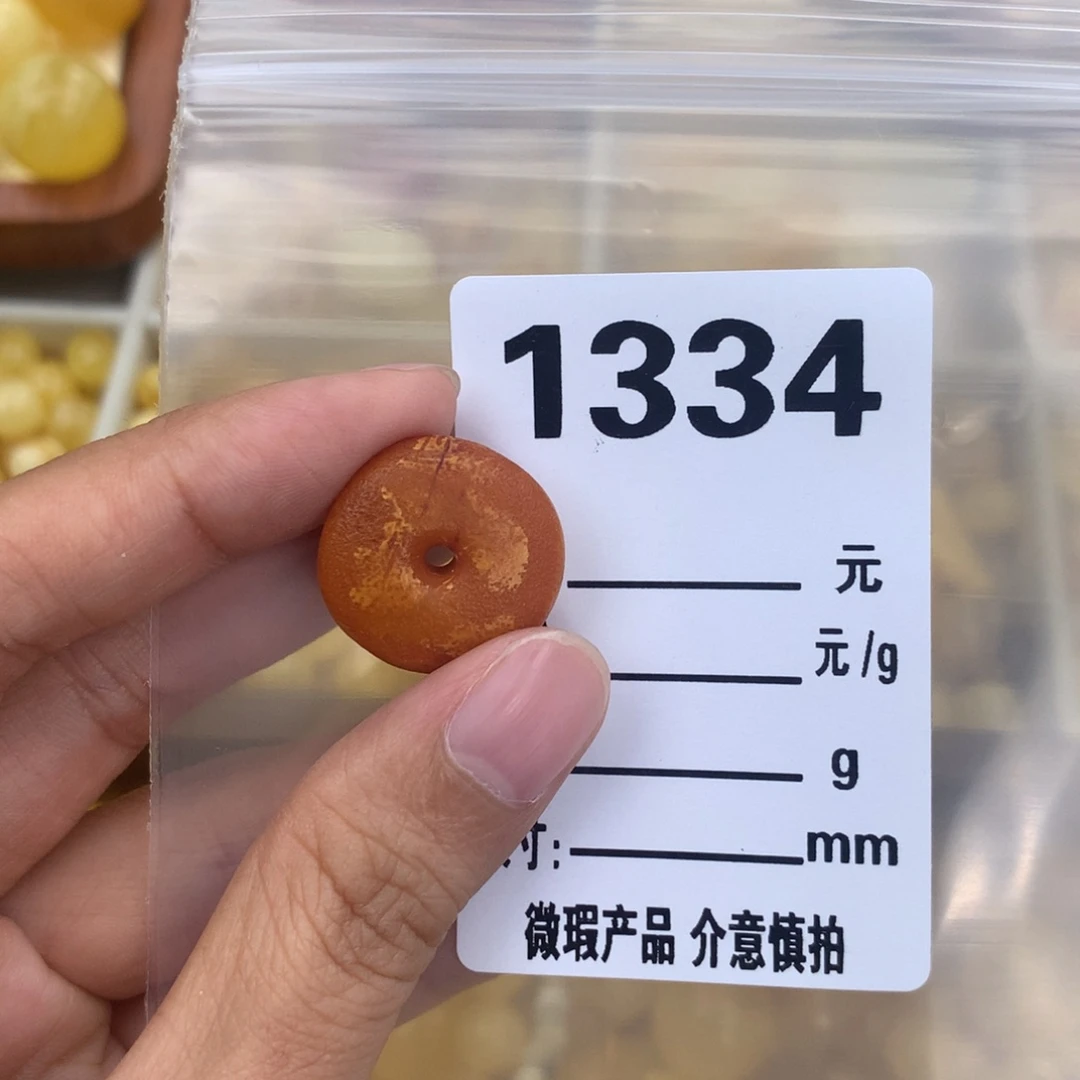 1334
元
元/g
g
寸: mm
微瑕产品 介意慎拍